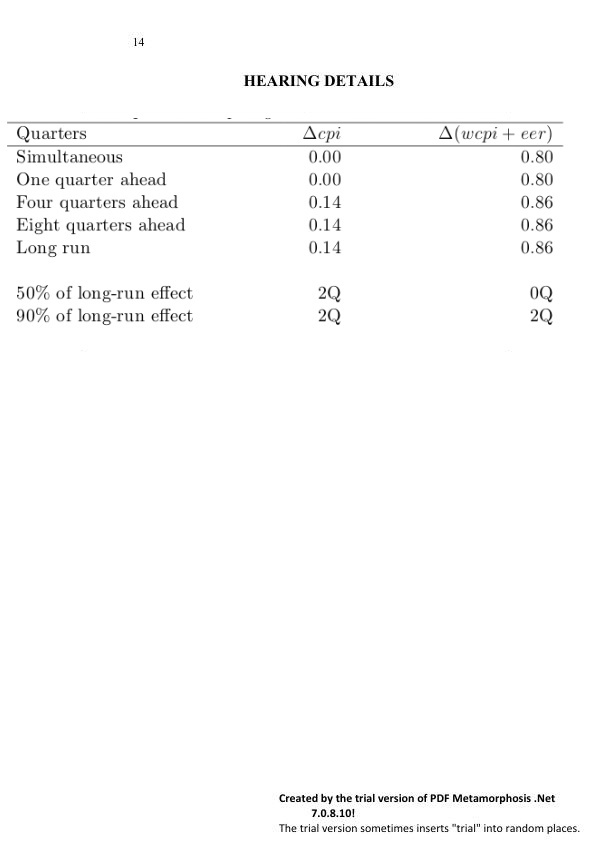 14
HEARING DETAILS
Quarters Δcpi Δ(wcpi + eer)
Simultaneous 0.00 0.80
One quarter ahead 0.00 0.80
Four quarters ahead 0.14 0.86
Eight quarters ahead 0.14 0.86
Long run 0.14 0.86
50% of long-run effect 2Q 0Q
90% of long-run effect 2Q 2Q
Created by the trial version of PDF Metamorphosis .Net
7.0.8.10!
The trial version sometimes inserts "trial" into random places.